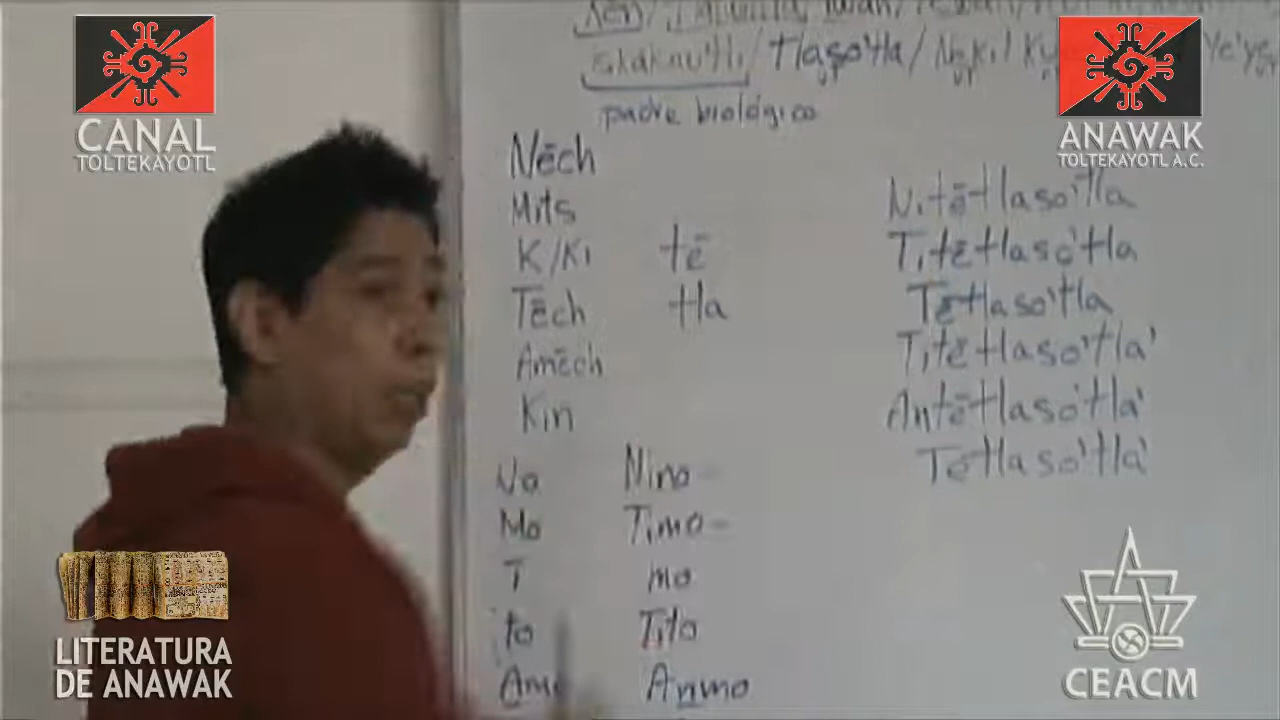 CANAL
TOLTEKAYOTL
ANAWAK
TOLTEKAYOTL A.C.
/ Tlaso'tla /
padre biológico
Nēch
Mits
K/Ki tē
Tēch tla
Amēch
Kin
No Nino-
Mo Timo-
I mo
to Tito
Ame Anmo
Nitētlaso'tla
Titētlaso'tla
Tētlaso'tla
Titētlaso'tla'
Antētlaso'tla'
Tētlaso'tla'
LITERATURA
DE ANAWAK
CEACM